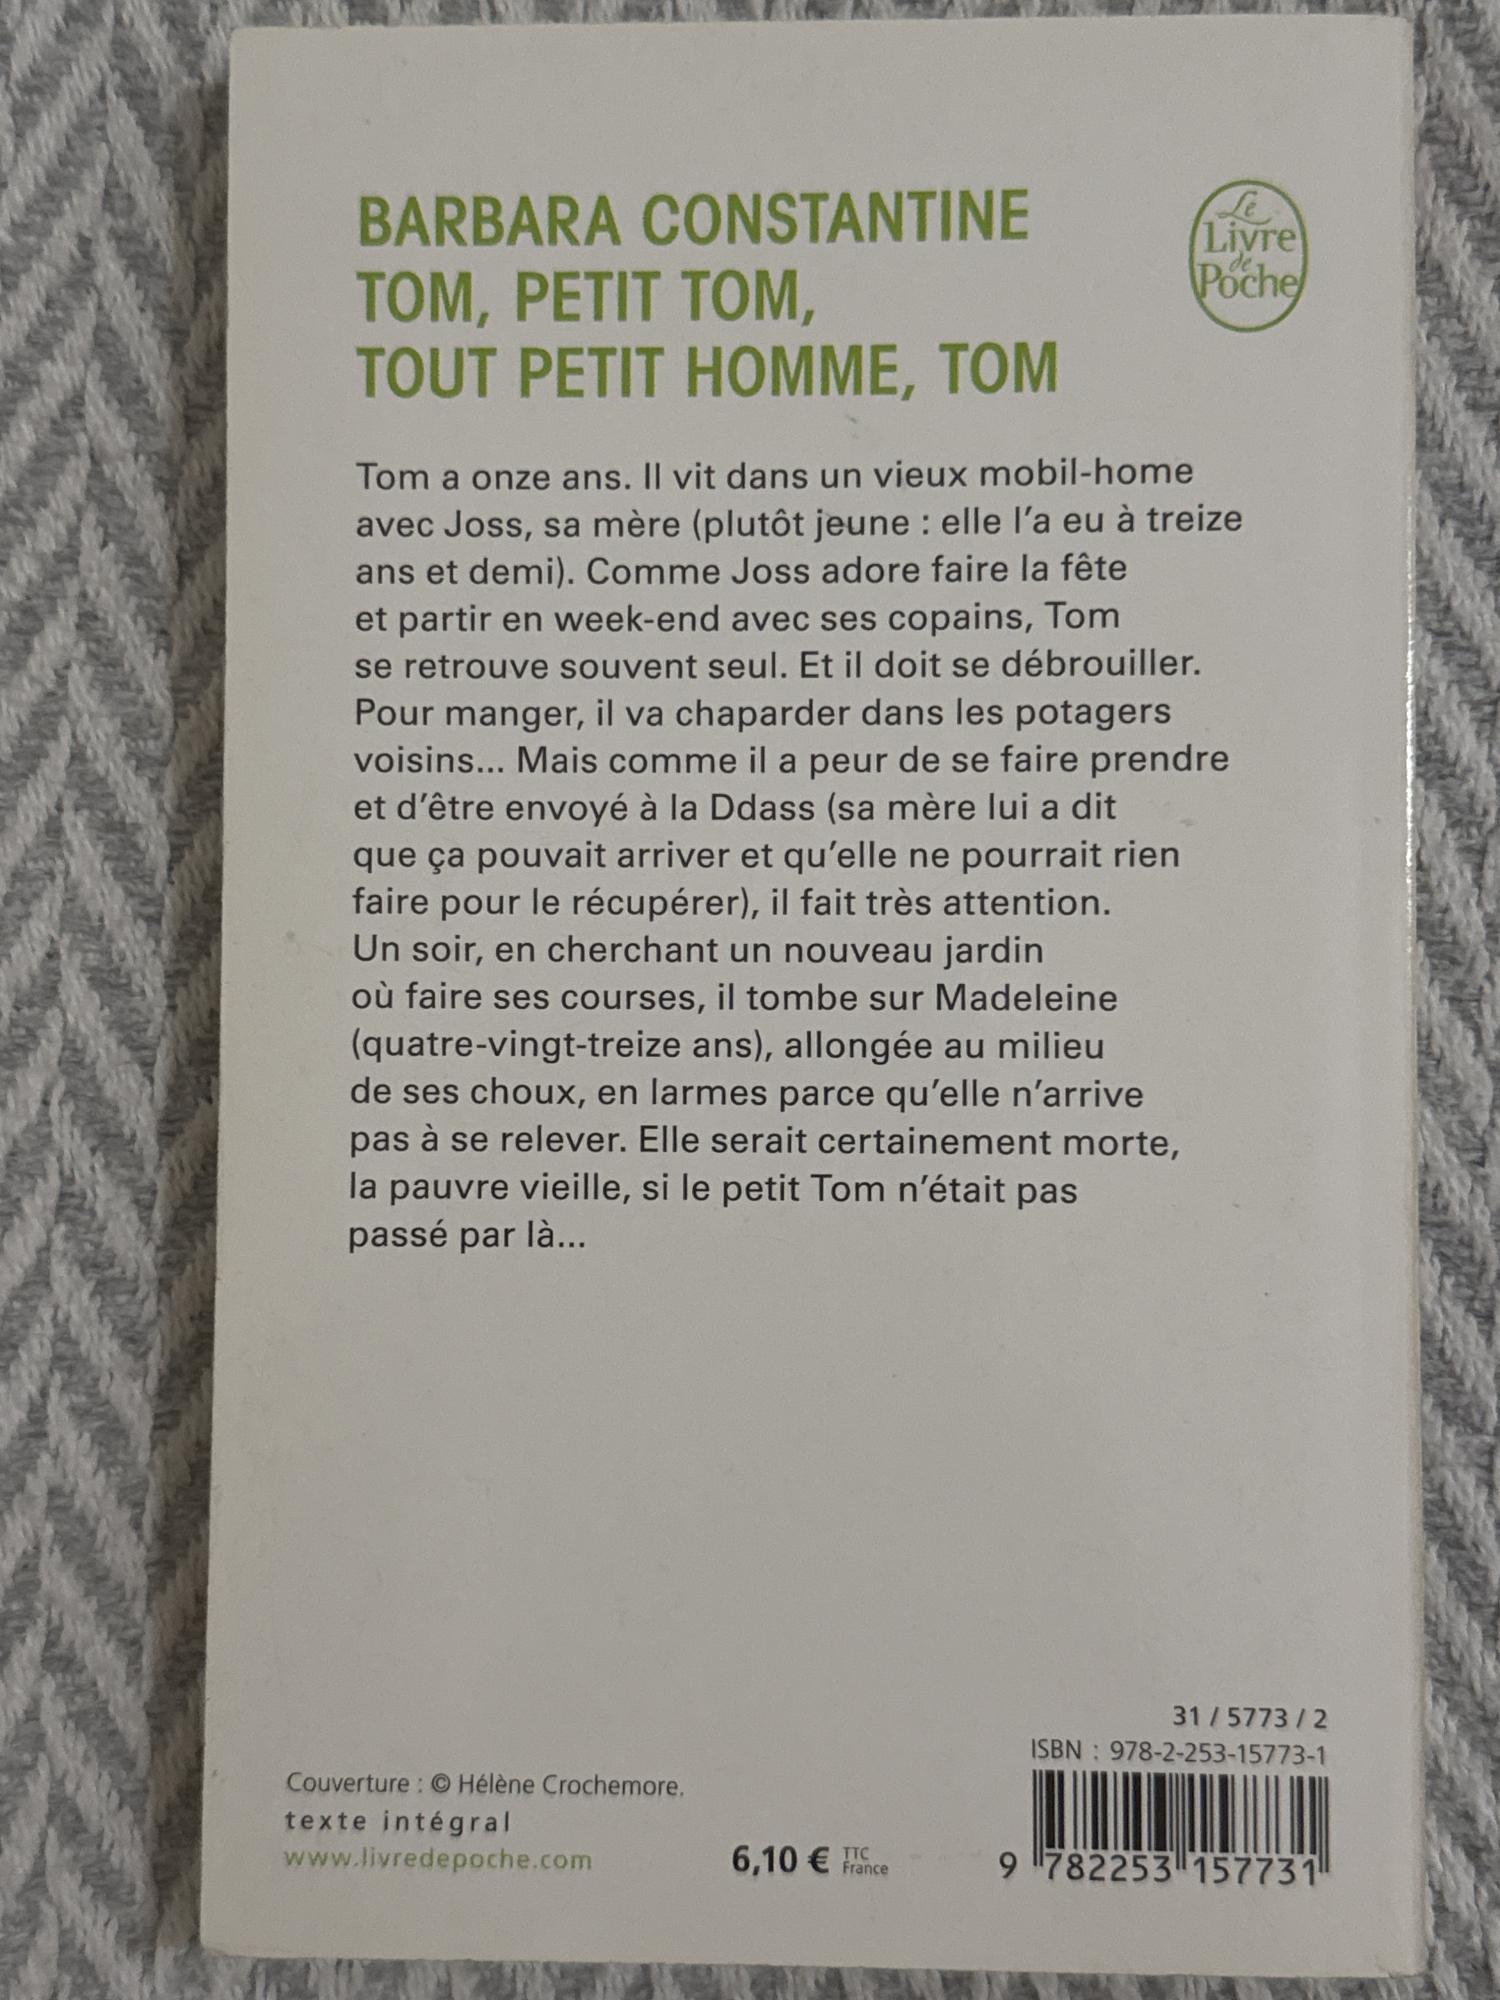 BARBARA CONSTANTINE
TOM, PETIT TOM,
TOUT PETIT HOMME, TOM
Le
Livre
de
Poche
Tom a onze ans. Il vit dans un vieux mobil-home
avec Joss, sa mère (plutôt jeune : elle l'a eu à treize
ans et demi). Comme Joss adore faire la fête
et partir en week-end avec ses copains, Tom
se retrouve souvent seul. Et il doit se débrouiller.
Pour manger, il va chaparder dans les potagers
voisins... Mais comme il a peur de se faire prendre
et d'être envoyé à la Ddass (sa mère lui a dit
que ça pouvait arriver et qu'elle ne pourrait rien
faire pour le récupérer), il fait très attention.
Un soir, en cherchant un nouveau jardin
où faire ses courses, il tombe sur Madeleine
(quatre-vingt-treize ans), allongée au milieu
de ses choux, en larmes parce qu'elle n'arrive
pas à se relever. Elle serait certainement morte,
la pauvre vieille, si le petit Tom n'était pas
passé par là...
31 / 5773 / 2
ISBN : 978-2-253-15773-1
Couverture : © Hélène Crochemore.
texte intégral
www.livredepoche.com
6,10 € TTC
France
9 782253 157731